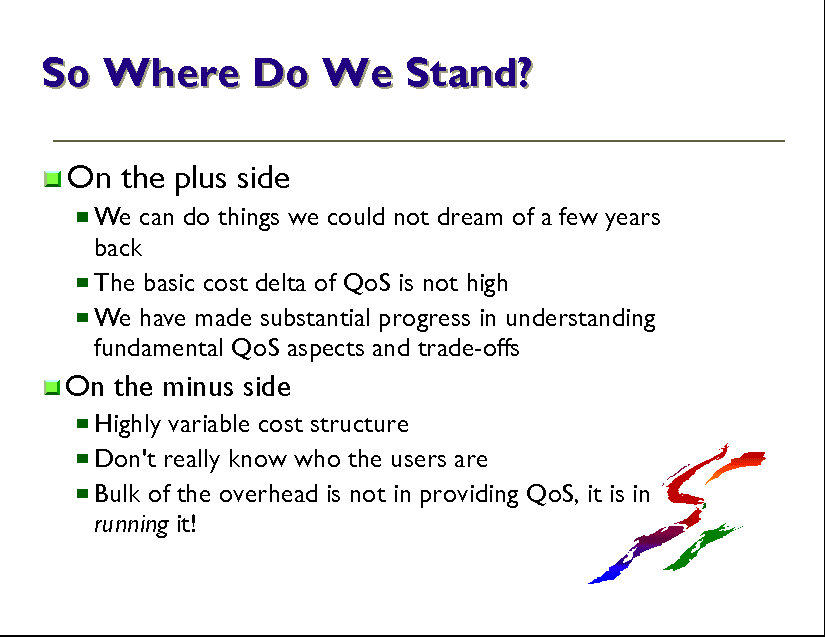 So Where Do We Stand?
On the plus side
We can do things we could not dream of a few years
back
The basic cost delta of QoS is not high
We have made substantial progress in understanding
fundamental QoS aspects and trade-offs
On the minus side
Highly variable cost structure
Don't really know who the users are
Bulk of the overhead is not in providing QoS, it is in
running it!